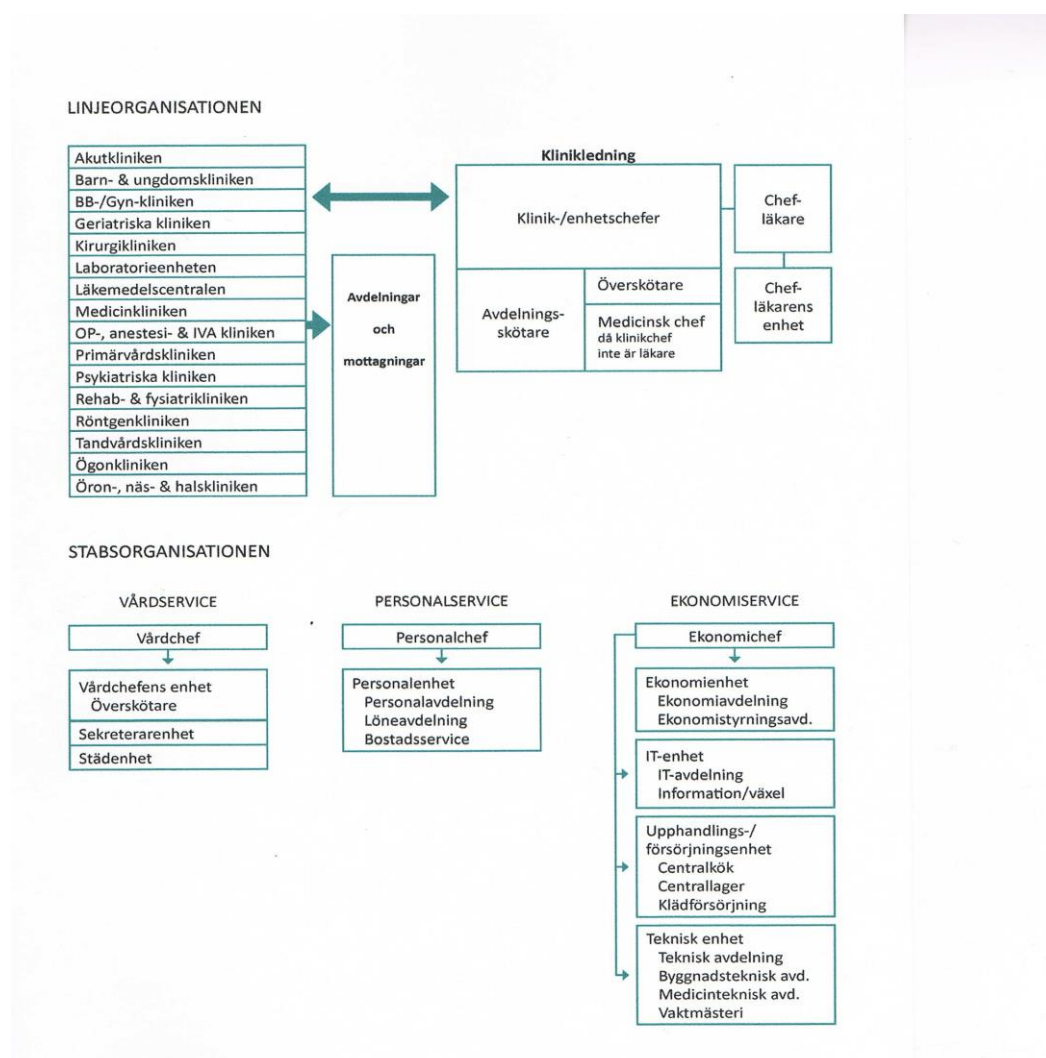 LINJEORGANISATIONEN
Akutkliniken
Barn- & ungdomskliniken
BB-/Gyn-kliniken
Geriatriska kliniken
Kirurgikliniken
Laboratorieenheten
Läkemedelscentralen
Medicinkliniken
OP-, anestesi- & IVA kliniken
Primärvårdskliniken
Psykiatriska kliniken
Rehab- & fysiatrikliniken
Röntgenkliniken
Tandvårdskliniken
Ögonkliniken
Öron-, näs- & halskliniken
Avdelningar
och
mottagningar
Klinikledning
Klinik-/enhetschefer
Avdelnings-
skötare
Överskötare
Medicinsk chef
då klinikchef
inte är läkare
Chef-
läkare
Chef-
läkarens
enhet
STABSORGANISATIONEN
VÅRDSERVICE
Vårdchef
Vårdchefens enhet
Överskötare
Sekreterarenhet
Städenhet
PERSONALSERVICE
Personalchef
Personalenhet
Personalavdelning
Löneavdelning
Bostadsservice
EKONOMISERVICE
Ekonomichef
Ekonomienhet
Ekonomiavdelning
Ekonomistyrningsavd.
IT-enhet
IT-avdelning
Information/växel
Upphandlings-/
försörjningsenhet
Centralkök
Centrallager
Klädförsörjning
Teknisk enhet
Teknisk avdelning
Byggnadsteknisk avd.
Medicinteknisk avd.
Vaktmästeri